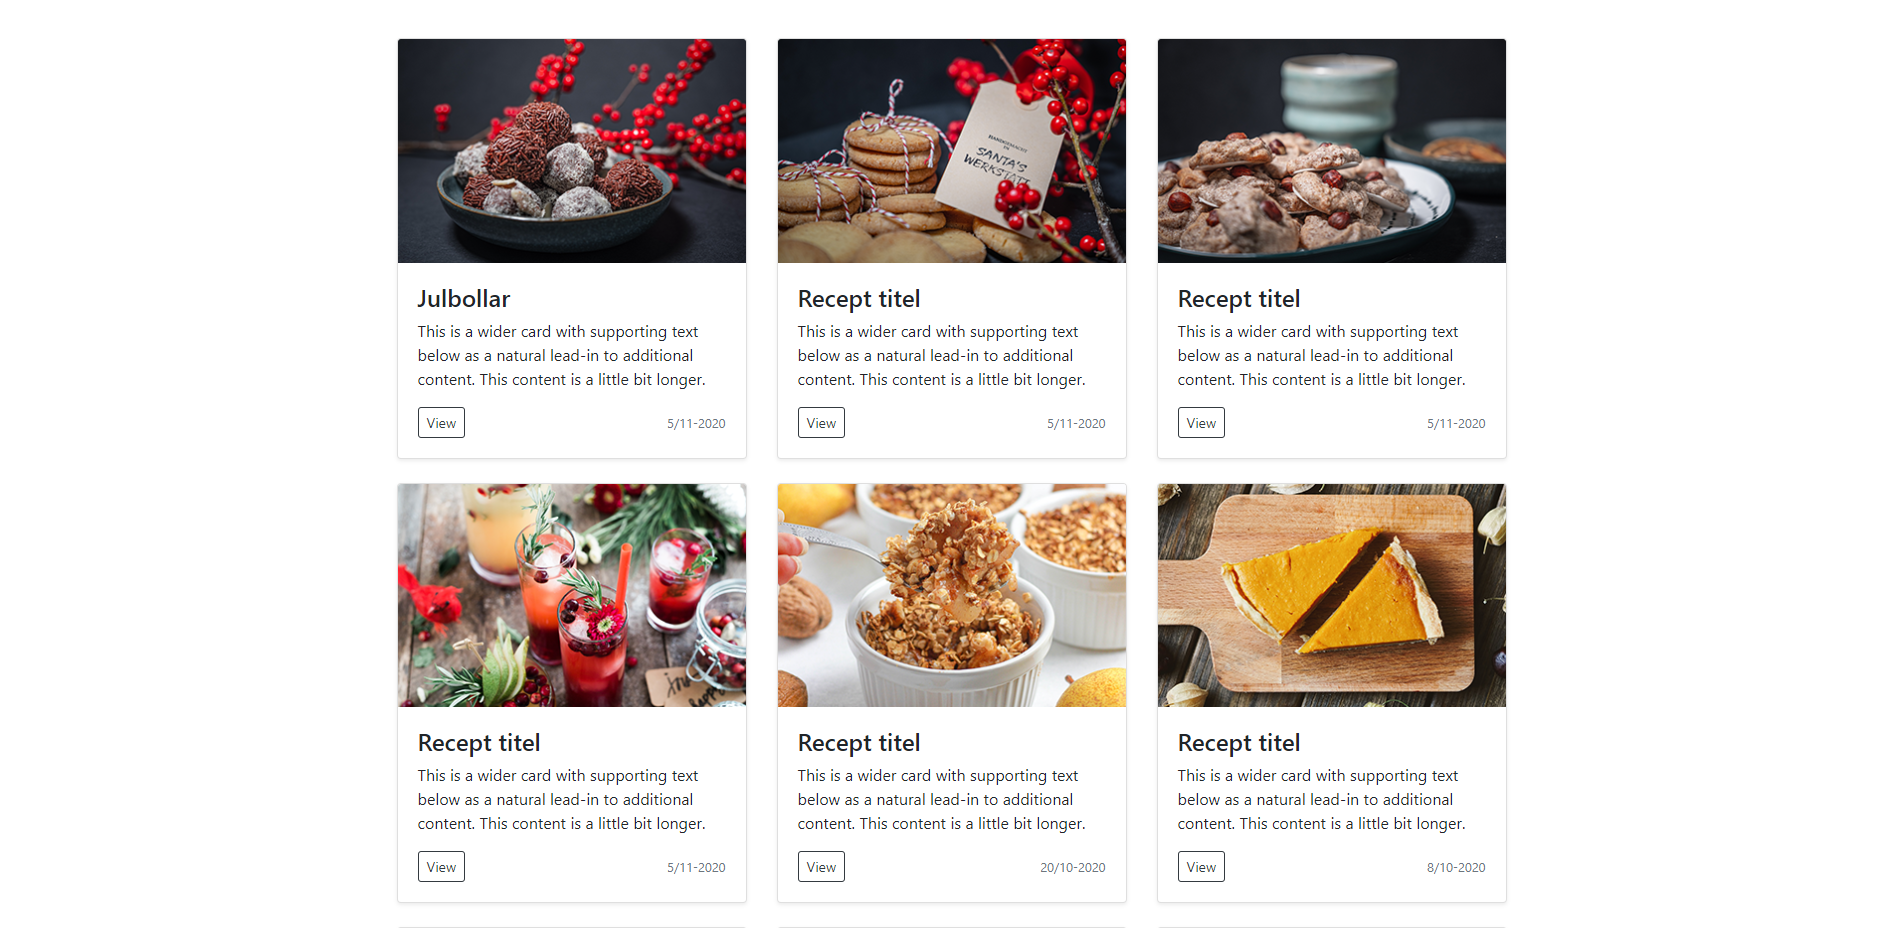 SANTA'S
WERKSTATT
Julbollar
This is a wider card with supporting text
below as a natural lead-in to additional
content. This content is a little bit longer.
View
5/11-2020
Recept titel
This is a wider card with supporting text
below as a natural lead-in to additional
content. This content is a little bit longer.
View
5/11-2020
Recept titel
This is a wider card with supporting text
below as a natural lead-in to additional
content. This content is a little bit longer.
View
5/11-2020
Recept titel
This is a wider card with supporting text
below as a natural lead-in to additional
content. This content is a little bit longer.
View
5/11-2020
Recept titel
This is a wider card with supporting text
below as a natural lead-in to additional
content. This content is a little bit longer.
View
20/10-2020
Recept titel
This is a wider card with supporting text
below as a natural lead-in to additional
content. This content is a little bit longer.
View
8/10-2020